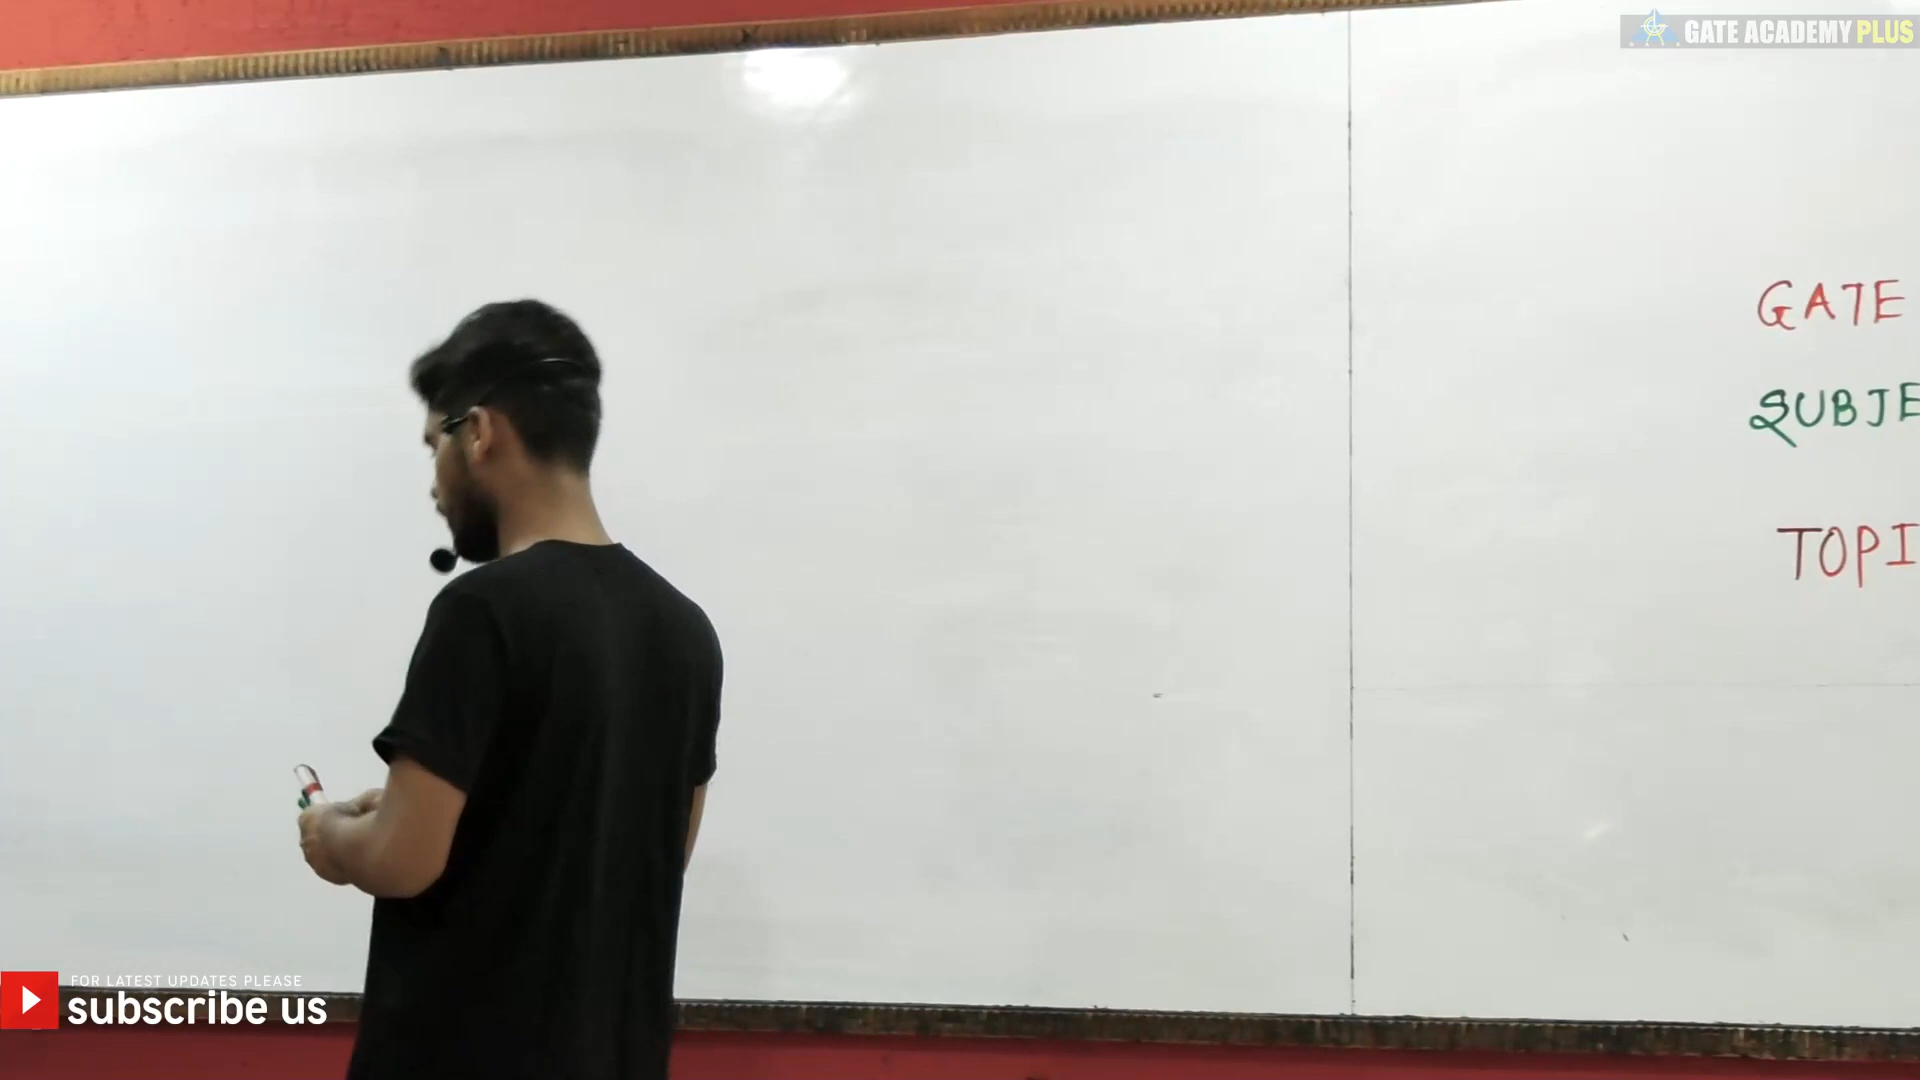 GATE ACADEMY PLUS
GATE
SUBJE
TOPI
FOR LATEST UPDATES PLEASE
subscribe us